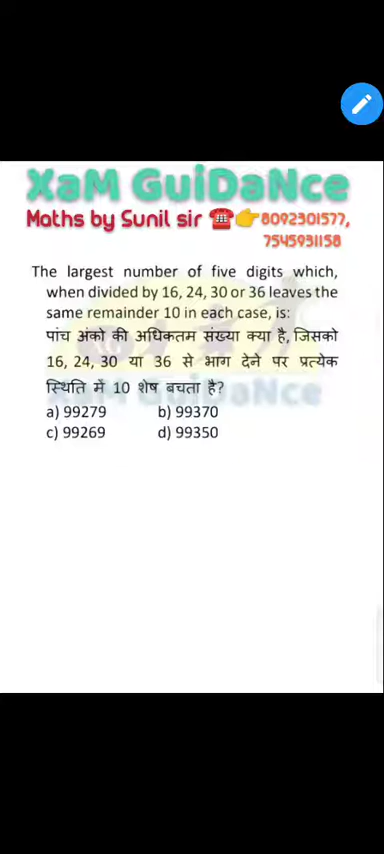 XaM GuiDaNce
Maths by Sunil sir ☎️👉8092301577,
7545931158
The largest number of five digits which,
when divided by 16, 24, 30 or 36 leaves the
same remainder 10 in each case, is:
पांच अंको की अधिकतम संख्या क्या है, जिसको
16, 24, 30 या 36 से भाग देने पर प्रत्येक
स्थिति में 10 शेष बचता है?
a) 99279 b) 99370
c) 99269 d) 99350